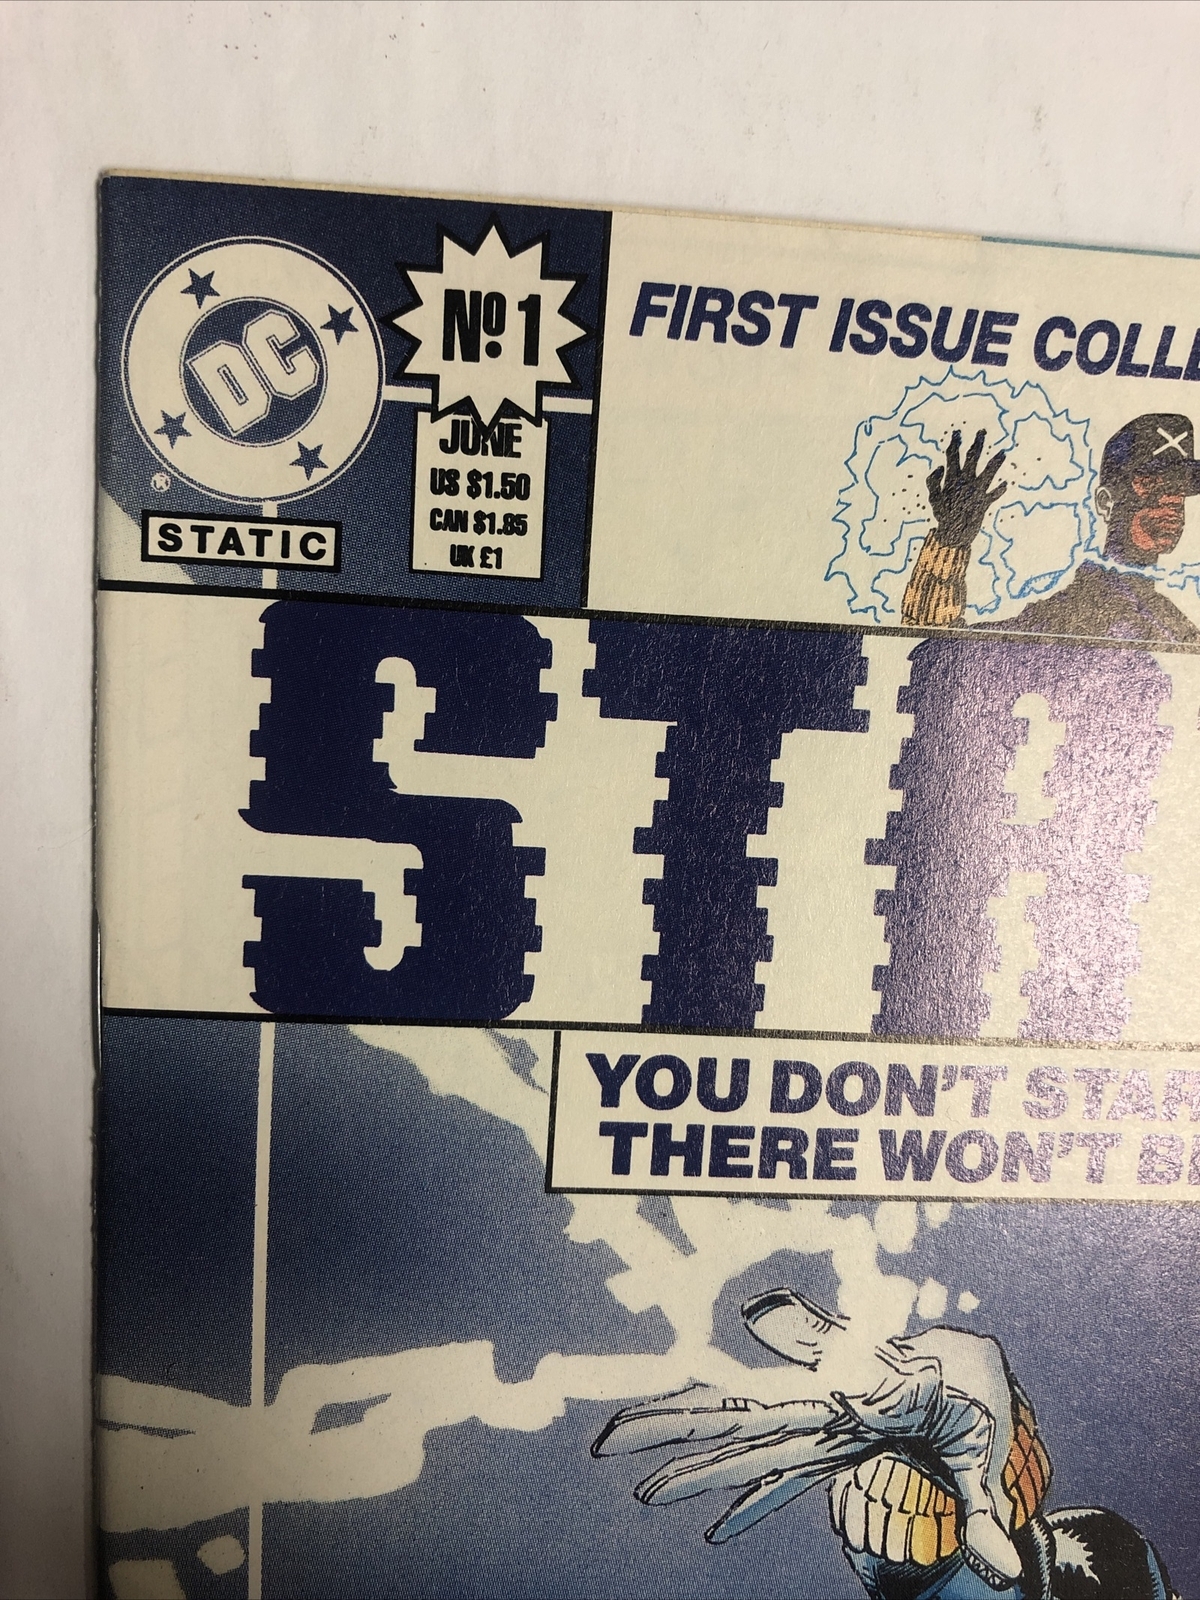 DC
®
STATIC
Nº1
JUNE
US $1.50
CAN $1.85
UK £1
FIRST ISSUE COLLE
X
STA
YOU DON'T STAR
THERE WON'T B